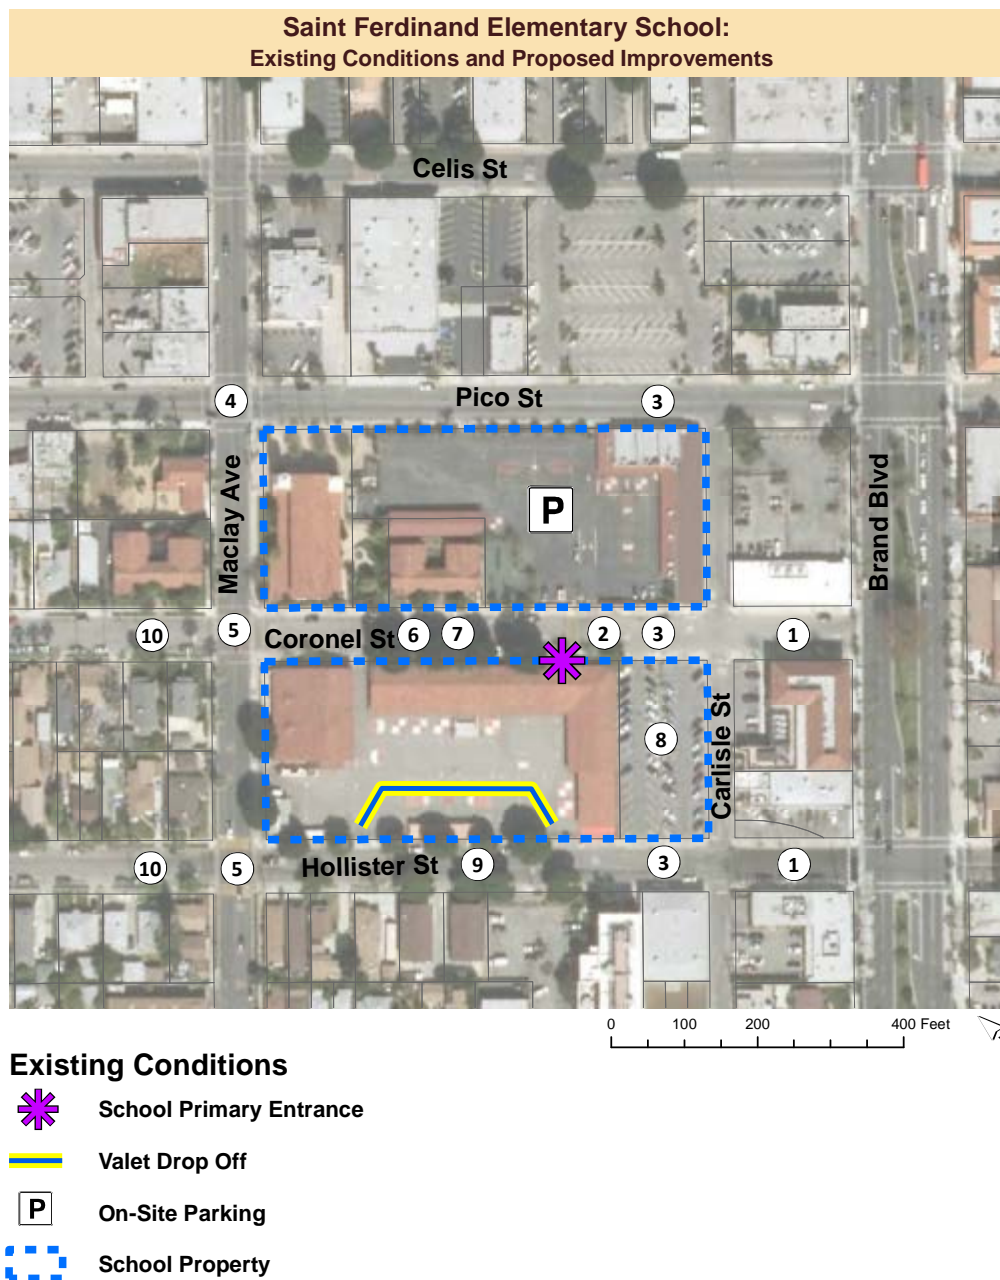 Saint Ferdinand Elementary School:
Existing Conditions and Proposed Improvements
Celis St
Pico St
4
3
Maclay Ave
P
Brand Blvd
10
5
Coronel St
6
7
2
3
1
8
Carlisle St
10
5
Hollister St
9
3
1
0
100
200
400 Feet
Existing Conditions
School Primary Entrance
Valet Drop Off
P
On-Site Parking
School Property